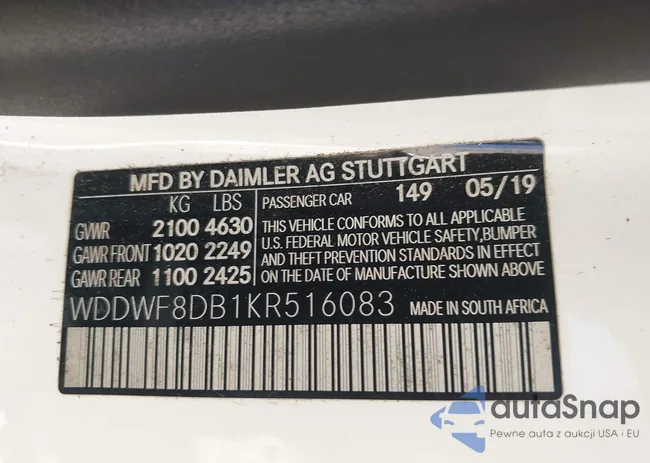 MFD BY DAIMLER AG STUTTGART
KG LBS PASSENGER CAR 149 05/19
GVWR 2100 4630
GAWR FRONT 1020 2249
GAWR REAR 1100 2425
THIS VEHICLE CONFORMS TO ALL APPLICABLE
U.S. FEDERAL MOTOR VEHICLE SAFETY,BUMPER
AND THEFT PREVENTION STANDARDS IN EFFECT
ON THE DATE OF MANUFACTURE SHOWN ABOVE.
WDDWF8DB1KR516083 MADE IN SOUTH AFRICA
autaSnap
Pewne auta z aukcji USA i EU